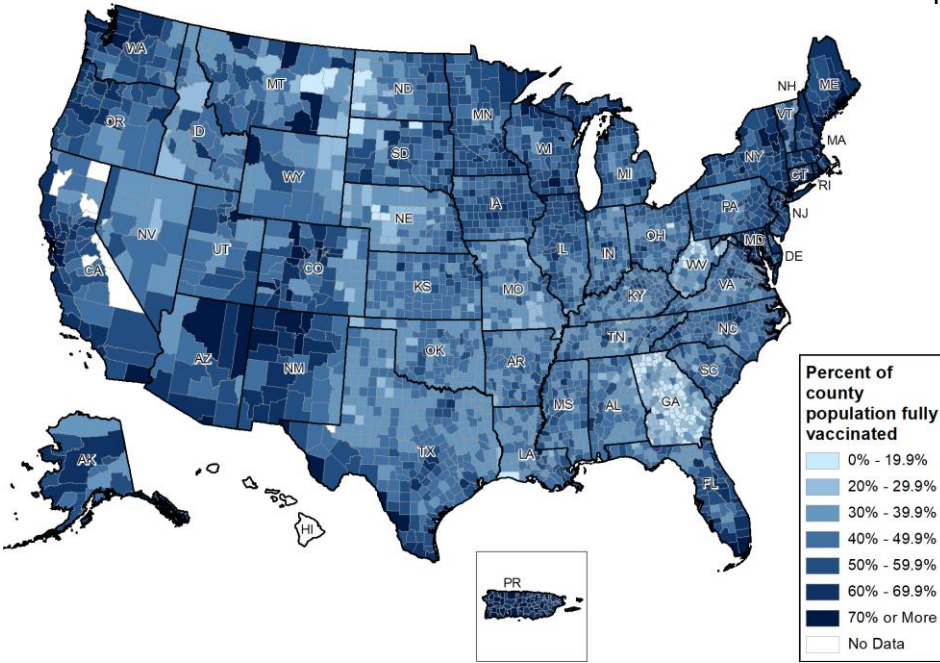 WA
MT
ND
MN
OR
ID
SD
WI
WY
MI
NH
VT
ME
NY
MA
CT
RI
IA
NE
PA
NJ
NV
UT
CO
IL
IN
OH
MD
DE
WV
CA
KS
MO
KY
VA
AZ
NM
OK
AR
TN
NC
SC
MS
AL
GA
TX
LA
FL
AK
HI
PR
Percent of
county
population fully
vaccinated
0% - 19.9%
20% - 29.9%
30% - 39.9%
40% - 49.9%
50% - 59.9%
60% - 69.9%
70% or More
No Data